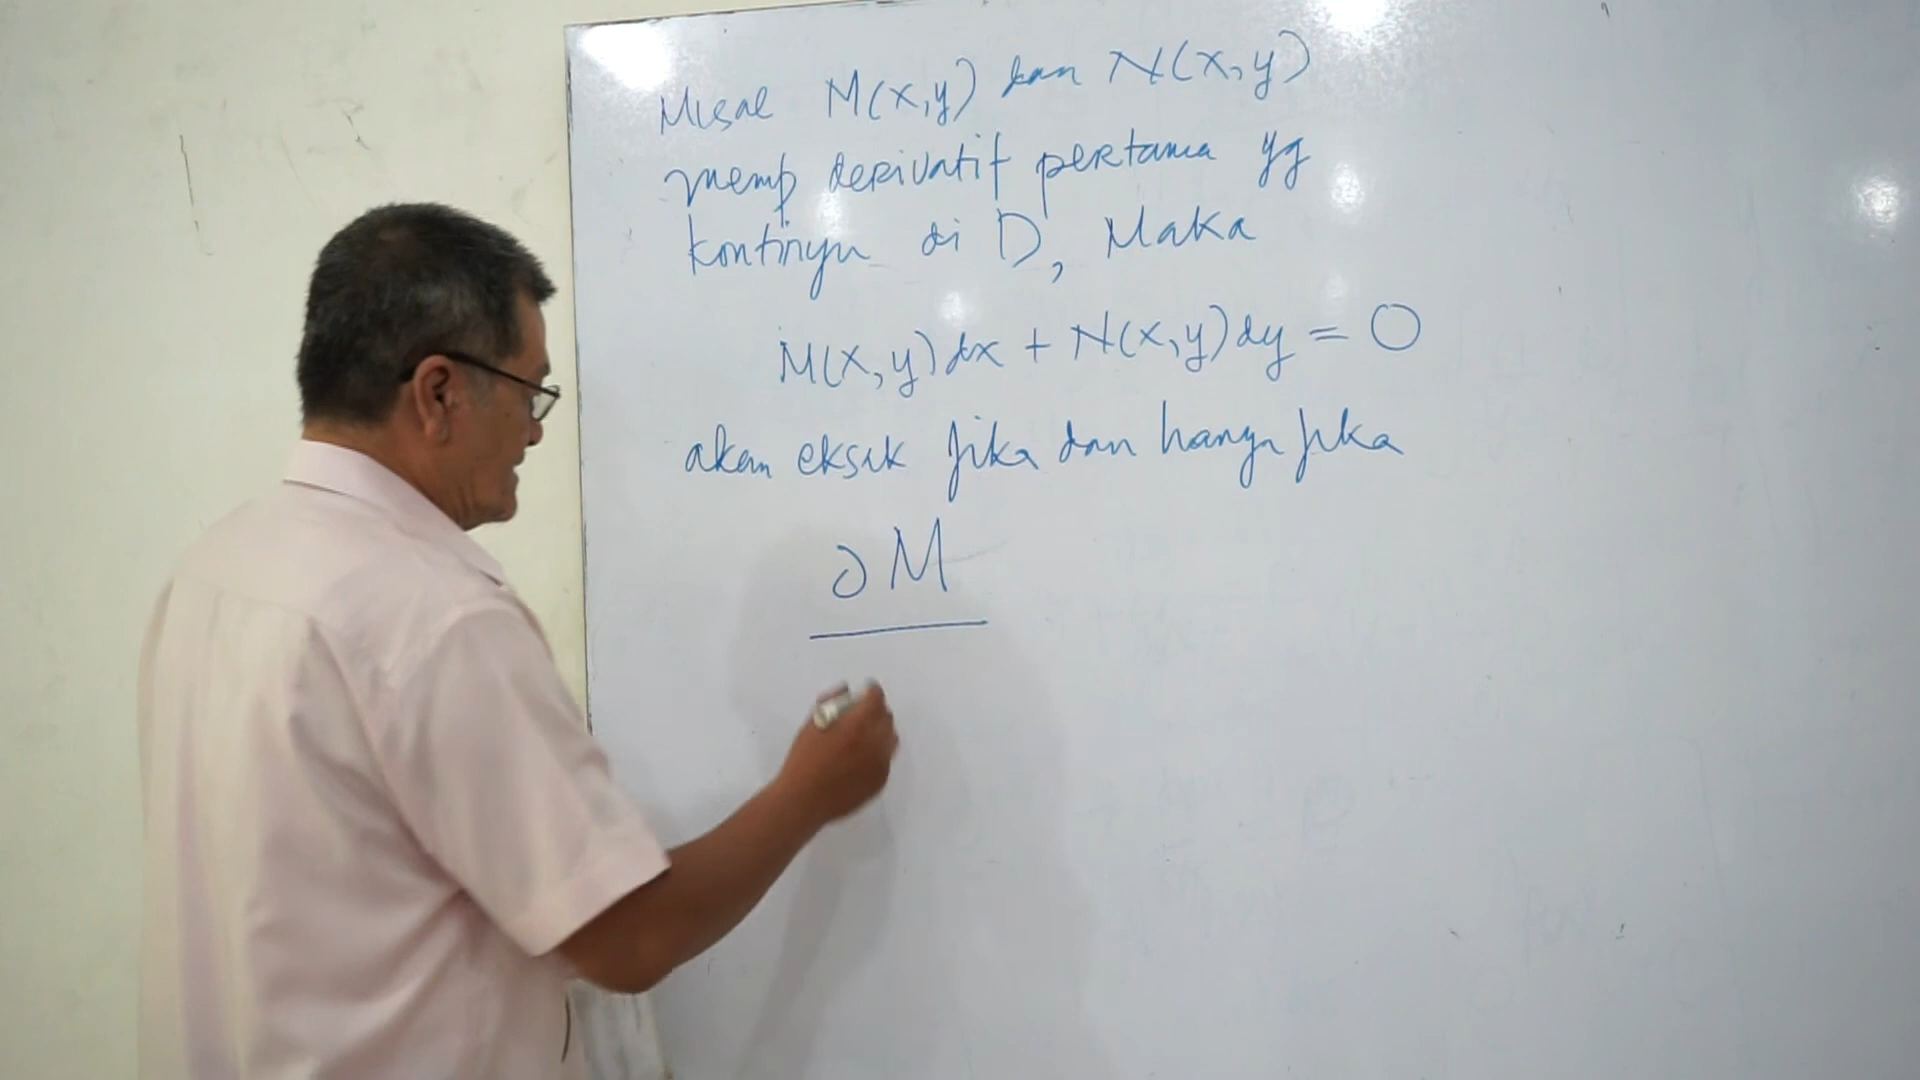 Misal M(x,y) dan N(x,y)
memp derivatif pertama yg
kontinyu di D, Maka
M(x,y)dx + N(x,y)dy = 0
akan eksak jika dan hanya jika
∂M